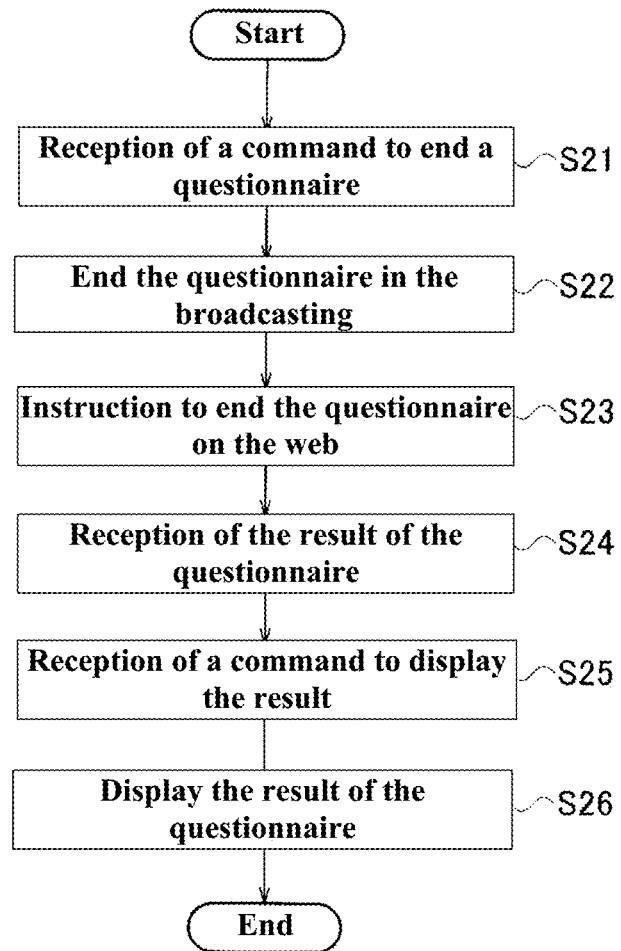 Start
Reception of a command to end a
questionnaire
S21
End the questionnaire in the
broadcasting
S22
Instruction to end the questionnaire
on the web
S23
Reception of the result of the
questionnaire
S24
Reception of a command to display
the result
S25
Display the result of the
questionnaire
S26
End